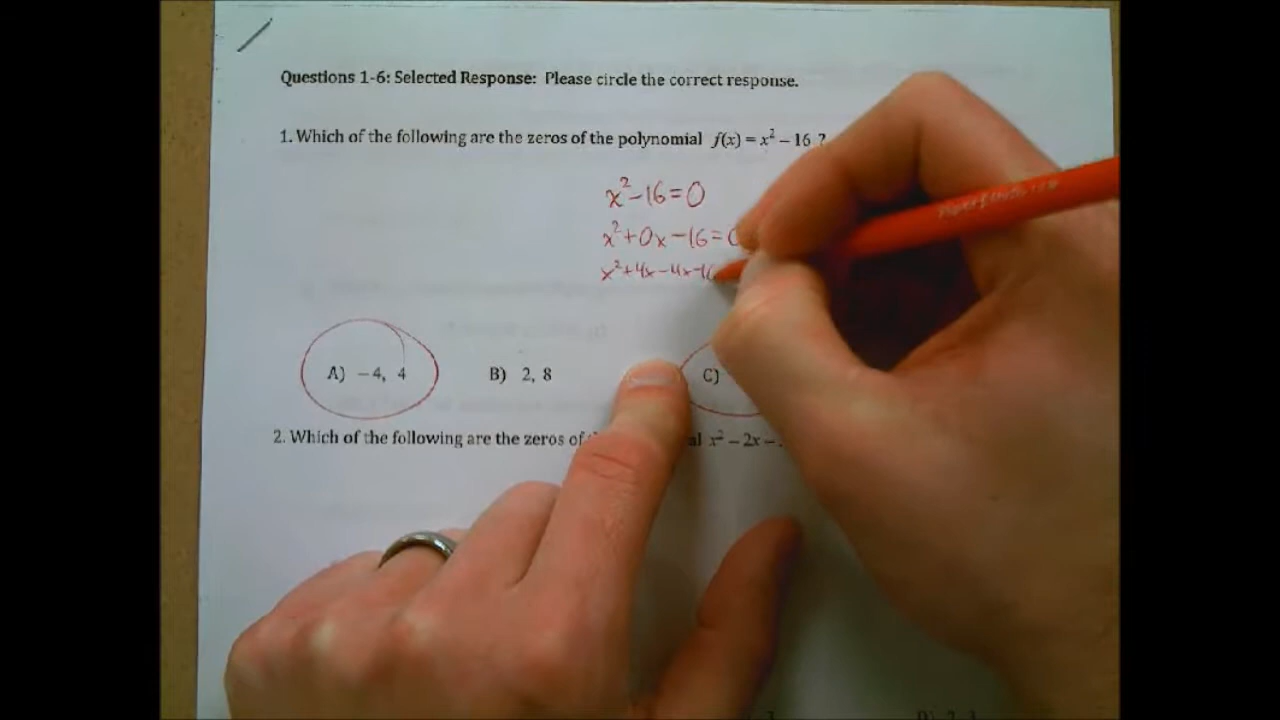 Questions 1-6: Selected Response: Please circle the correct response.
1. Which of the following are the zeros of the polynomial f(x) = x² – 16 ?
x²-16=0
x²+0x-16=0
x²+4x-4x-16
A) –4, 4 B) 2, 8 C)
2. Which of the following are the zeros of al x² – 2x –